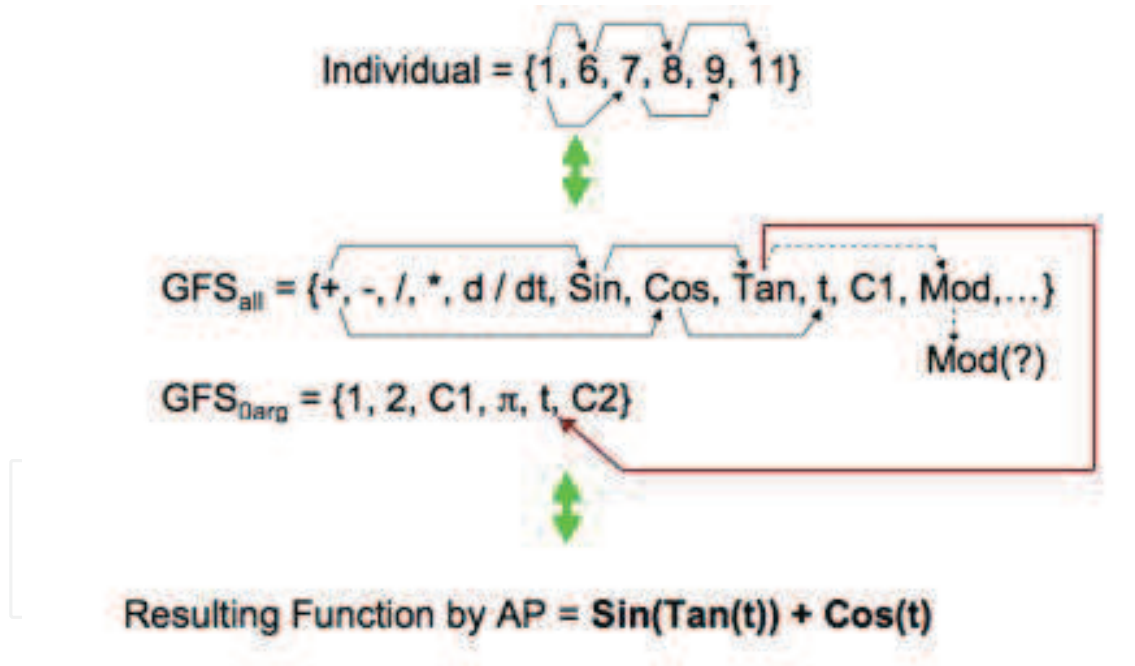 Individual = {1, 6, 7, 8, 9, 11}
GFSall = {+, -, /, *, d / dt, Sin, Cos, Tan, t, C1, Mod,...}
Mod(?)
GFS0arg = {1, 2, C1, π, t, C2}
Resulting Function by AP = Sin(Tan(t)) + Cos(t)